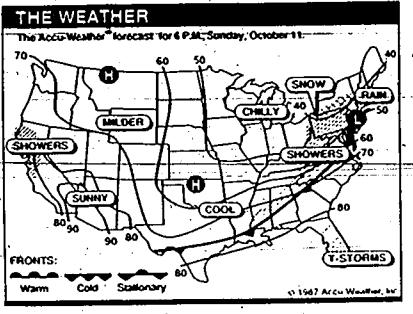 THE WEATHER
The Accu-Weather® forecast for 6 P.M., Sunday, October 11.
70
H
60
50
40
SNOW
RAIN
MILDER
CHILLY
40
50
L
SHOWERS
SHOWERS
60
70
H
SUNNY
COOL
80
80
90
90
80
80
T-STORMS
FRONTS:
Warm
Cold
Stationary
© 1987 Accu-Weather, Inc.